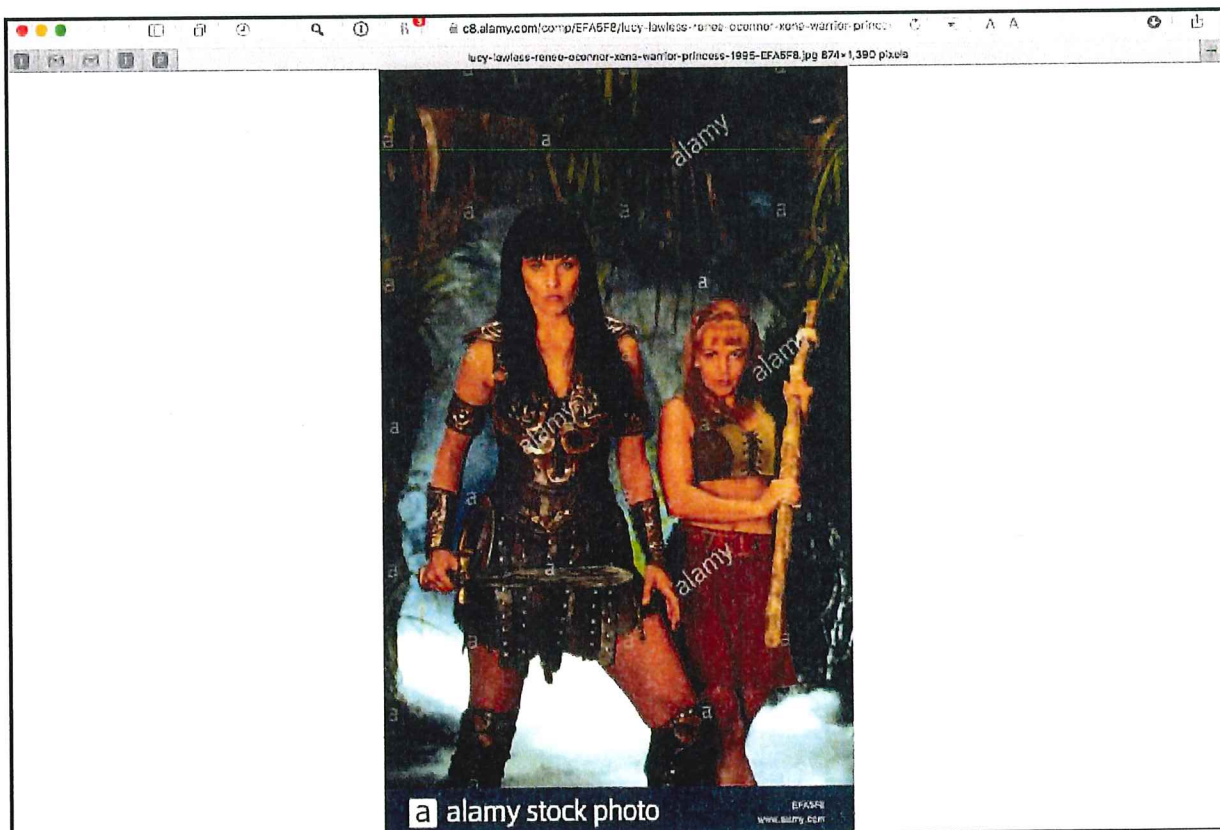 c8.alamy.com/comp/EFA5F8/lucy-lawless-renee-oconnor-xena-warrior-princ
A A
lucy-lawless-renee-oconnor-xena-warrior-princess-1995-EFA5F8.jpg 874×1,390 pixels
a
a
a
alamy
a
a
a
a
a
a
alamy
a
a
alamy
a
a
a
a
alamy
a
a
a
a
a
a alamy stock photo
EFA5F8
www.alamy.com